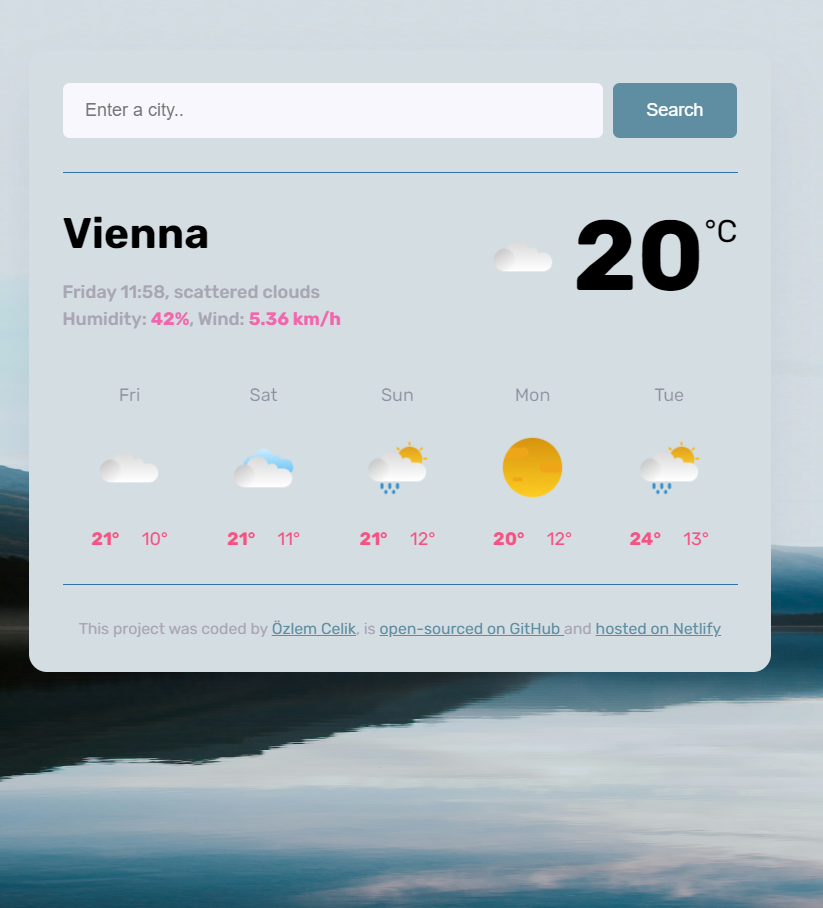 Enter a city..
Search
Vienna
20 °C
Friday 11:58, scattered clouds
Humidity: 42%, Wind: 5.36 km/h
Fri Sat Sun Mon Tue
21° 10° 21° 11° 21° 12° 20° 12° 24° 13°
This project was coded by Özlem Celik, is open-sourced on GitHub and hosted on Netlify